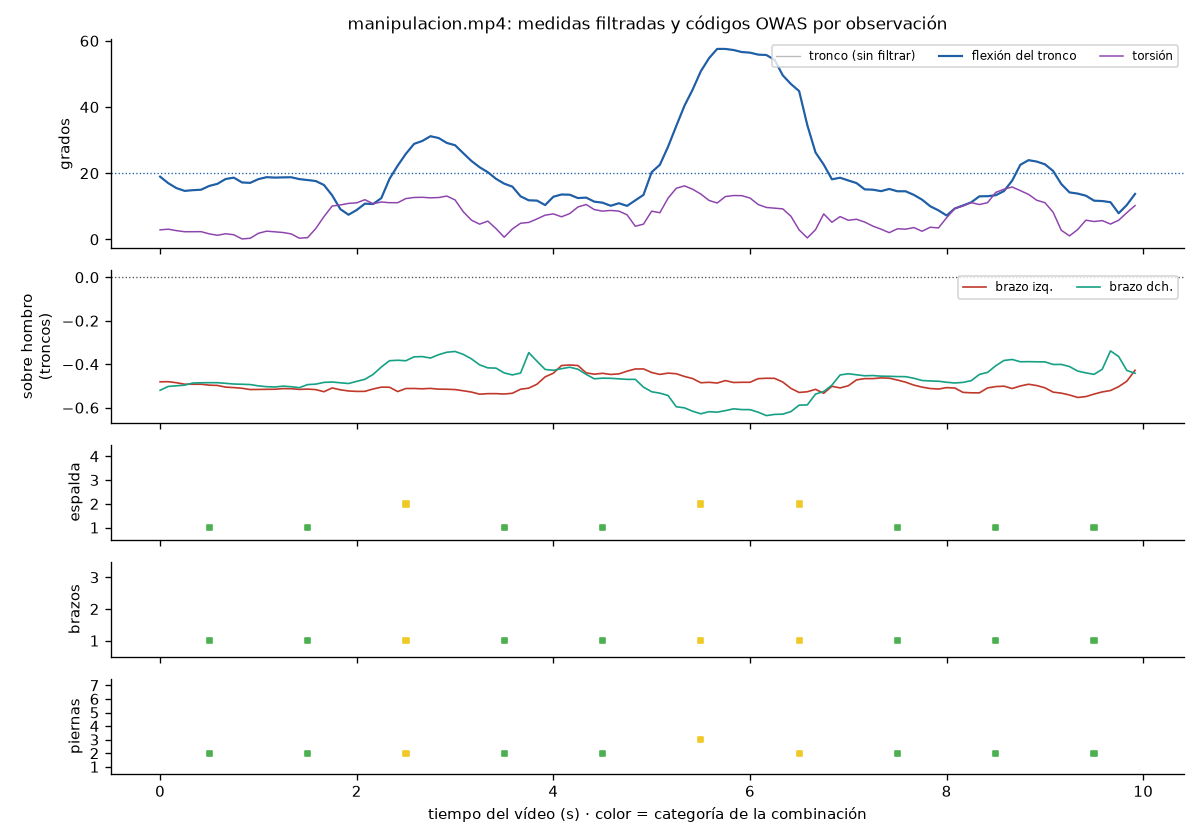 manipulacion.mp4: medidas filtradas y códigos OWAS por observación
60
40
20
0
grados
tronco (sin filtrar)
flexión del tronco
torsión
0.0
−0.2
−0.4
−0.6
sobre hombro
(troncos)
brazo izq.
brazo dch.
4
3
2
1
espalda
3
2
1
brazos
7
6
5
4
3
2
1
piernas
0 2 4 6 8 10
tiempo del vídeo (s) · color = categoría de la combinación